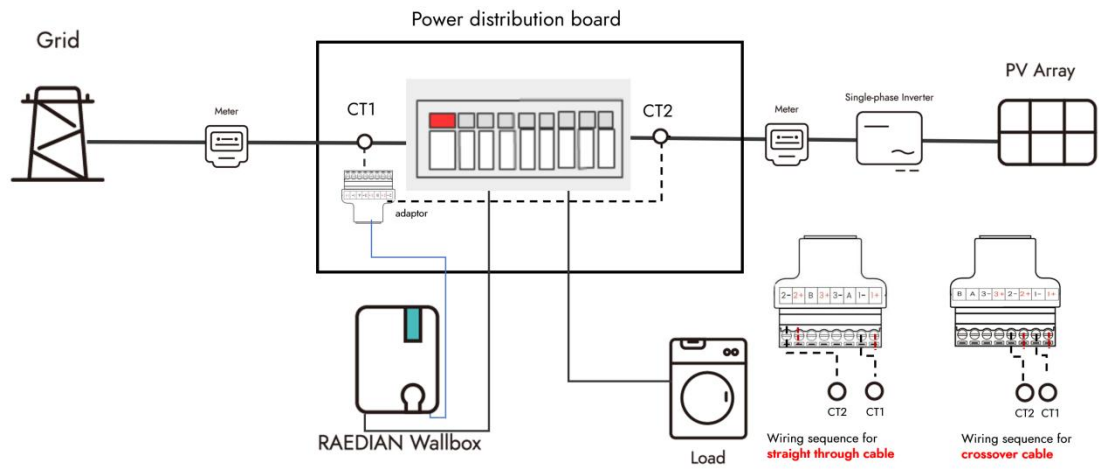 Power distribution board
Grid
PV Array
Meter
CT1
CT2
Meter
Single-phase Inverter
adaptor
2- 2+ B 3+ 3- A 1- 1+
B A 3- 3+ 2- 2+ 1- 1+
CT2 CT1
CT2 CT1
RAEDIAN Wallbox
Load
Wiring sequence for
straight through cable
Wiring sequence for
crossover cable